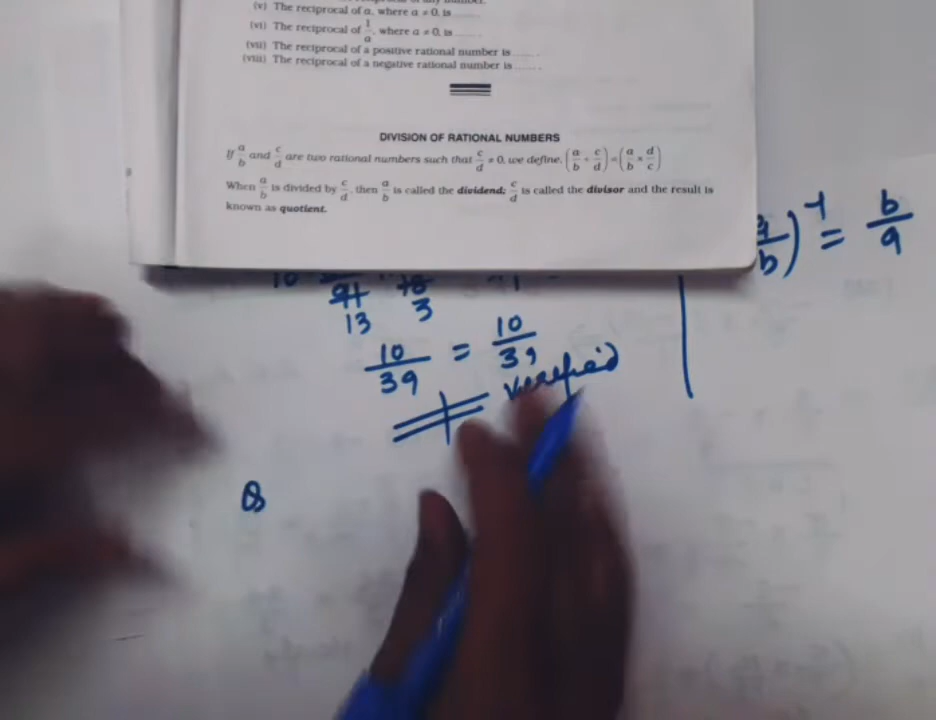 (v) The reciprocal of a, where a ≠ 0, is ......
(vi) The reciprocal of 1/a, where a ≠ 0, is ......
(vii) The reciprocal of a positive rational number is ......
(viii) The reciprocal of a negative rational number is ......
DIVISION OF RATIONAL NUMBERS
If a/b and c/d are two rational numbers such that c/d ≠ 0, we define, (a/b ÷ c/d) = (a/b × d/c)
When a/b is divided by c/d, then a/b is called the dividend; c/d is called the divisor and the result is
known as quotient.
/b)⁻¹ = b/a
91
13 3
10/39 = 10/39
verified
Q